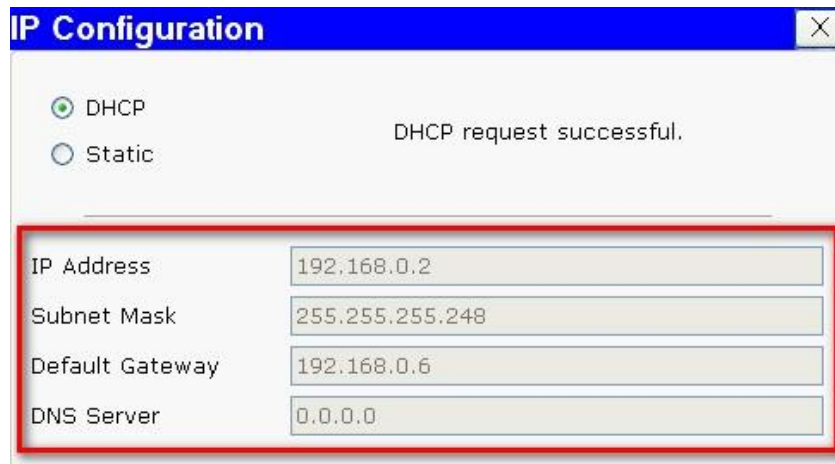 IP Configuration
DHCP
DHCP request successful.
Static
IP Address 192.168.0.2
Subnet Mask 255.255.255.248
Default Gateway 192.168.0.6
DNS Server 0.0.0.0